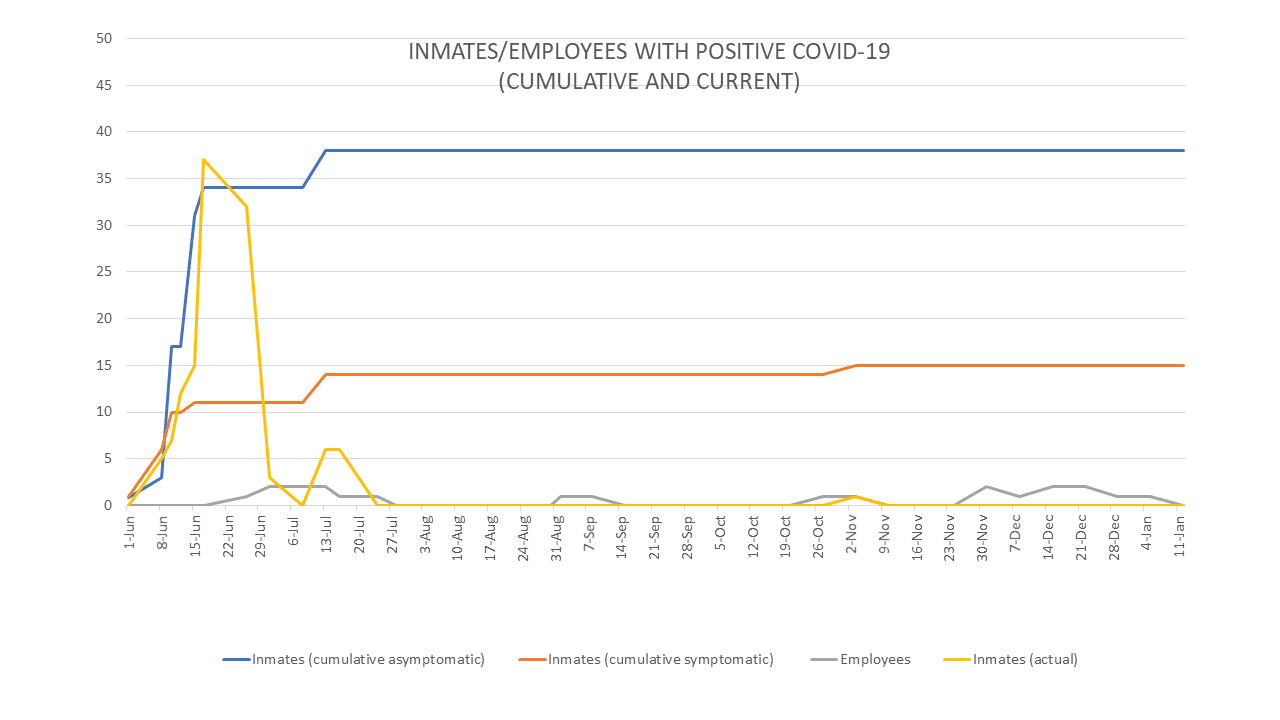 INMATES/EMPLOYEES WITH POSITIVE COVID-19
(CUMULATIVE AND CURRENT)
50
45
40
35
30
25
20
15
10
5
0
1-Jun
8-Jun
15-Jun
22-Jun
29-Jun
6-Jul
13-Jul
20-Jul
27-Jul
3-Aug
10-Aug
17-Aug
24-Aug
31-Aug
7-Sep
14-Sep
21-Sep
28-Sep
5-Oct
12-Oct
19-Oct
26-Oct
2-Nov
9-Nov
16-Nov
23-Nov
30-Nov
7-Dec
14-Dec
21-Dec
28-Dec
4-Jan
11-Jan
Inmates (cumulative asymptomatic)
Inmates (cumulative symptomatic)
Employees
Inmates (actual)